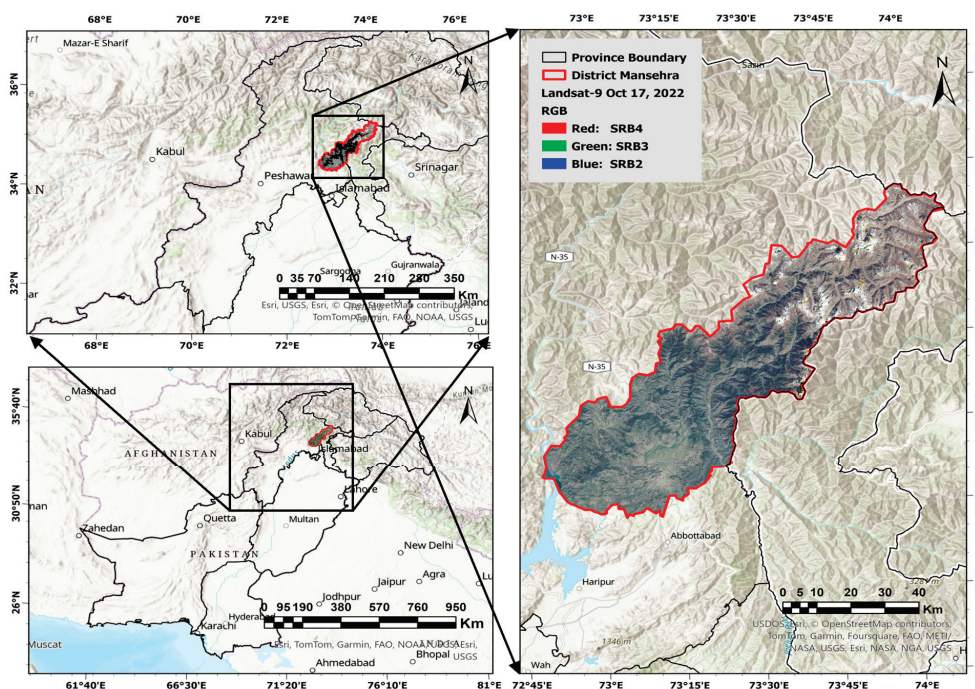 68°E 70°E 72°E 74°E 76°E
Mazar-E Sharif
N
36°N
34°N
32°N
Kabul
Peshawar
Srinagar
Islamabad
AN
Sargodha
Gujranwala
0 35 70 140 210 280 350
Km
Esri, USGS, Esri, © OpenStreetMap contributors,
TomTom, Garmin, FAO, NOAA, USGS
68°E 70°E 72°E 74°E 76°E
Mashhad
N
35°40'N
30°50'N
26°N
Kabul
AFGHANISTAN
Islamabad
Lahore
Zahedan
Quetta
Multan
PAKISTAN
New Delhi
Agra
Jaipur
Jodhpur
Hyderabad
Karachi
Muscat
0 95 190 380 570 760 950
Km
Esri, TomTom, Garmin, FAO, NOAA, USGS, Esri,
USGS
Bhopal
Ahmedabad
61°40'E 66°30'E 71°20'E 76°10'E 81°E
73°E 73°15'E 73°30'E 73°45'E 74°E
Province Boundary
District Mansehra
Landsat-9 Oct 17, 2022
RGB
Red: SRB4
Green: SRB3
Blue: SRB2
Sazin
N
N-35
N-35
Abbottabad
Haripur
1346 m
Wah
0 5 10 20 30 40
Km
USDOS, Esri, © OpenStreetMap contributors,
TomTom, Garmin, Foursquare, FAO, METI/
NASA, USGS, Esri, NASA, NGA, USGS
72°45'E 73°E 73°15'E 73°30'E 73°45'E 74°E